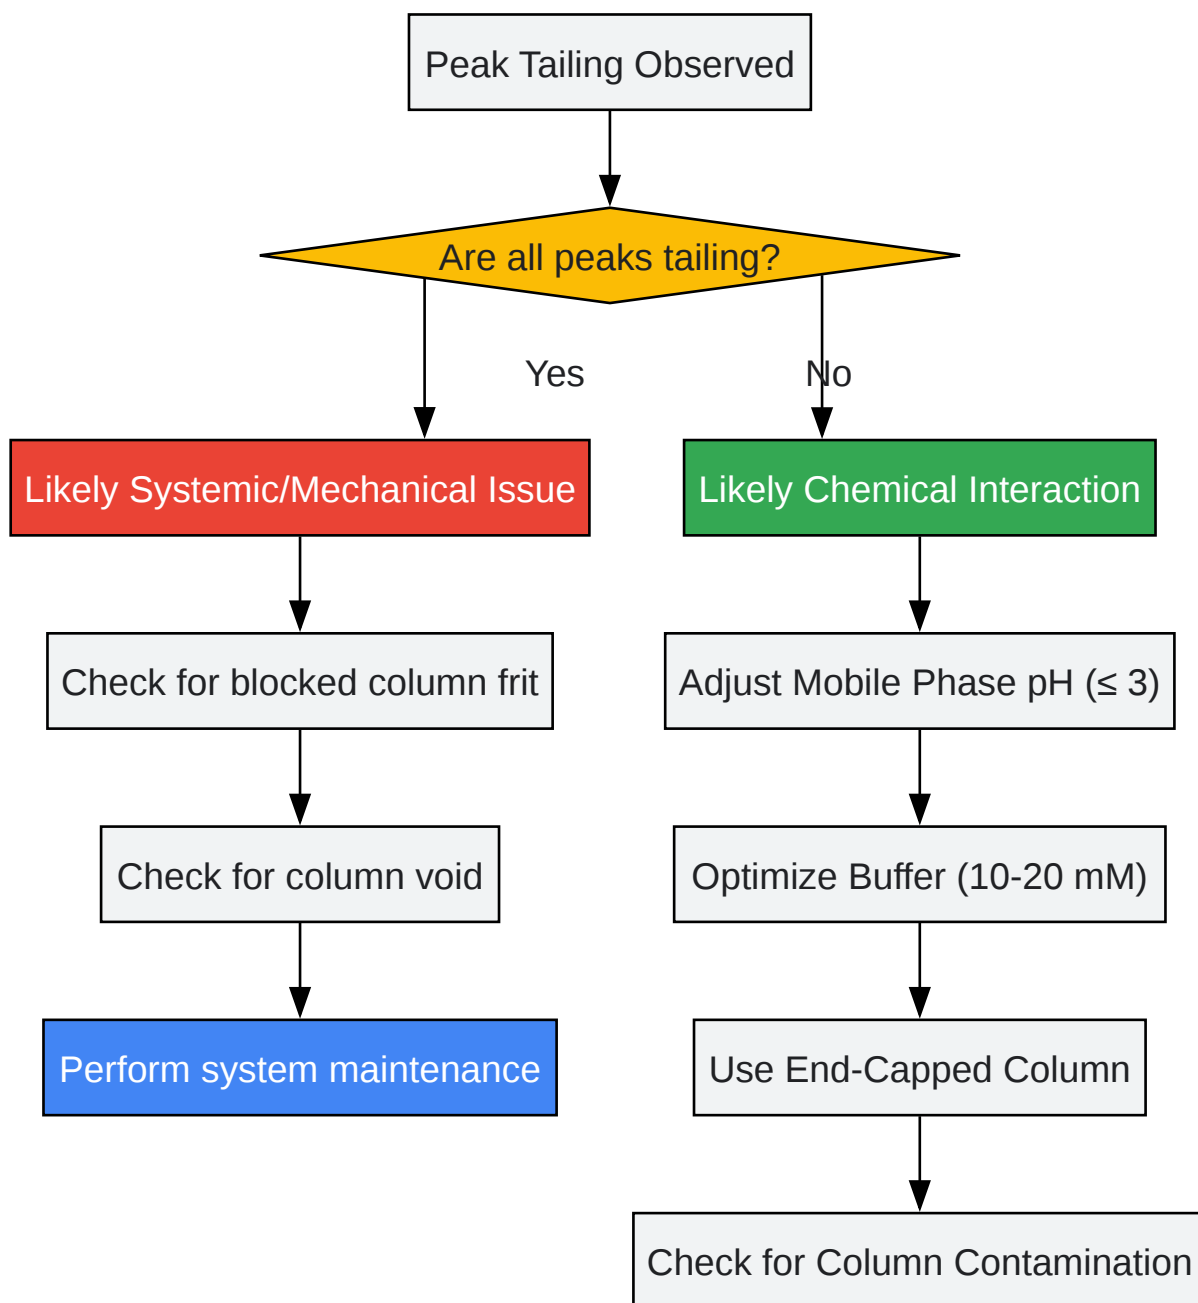 Peak Tailing Observed
Are all peaks tailing?
Yes
No
Likely Systemic/Mechanical Issue
Likely Chemical Interaction
Check for blocked column frit
Adjust Mobile Phase pH (≤ 3)
Check for column void
Optimize Buffer (10-20 mM)
Perform system maintenance
Use End-Capped Column
Check for Column Contamination